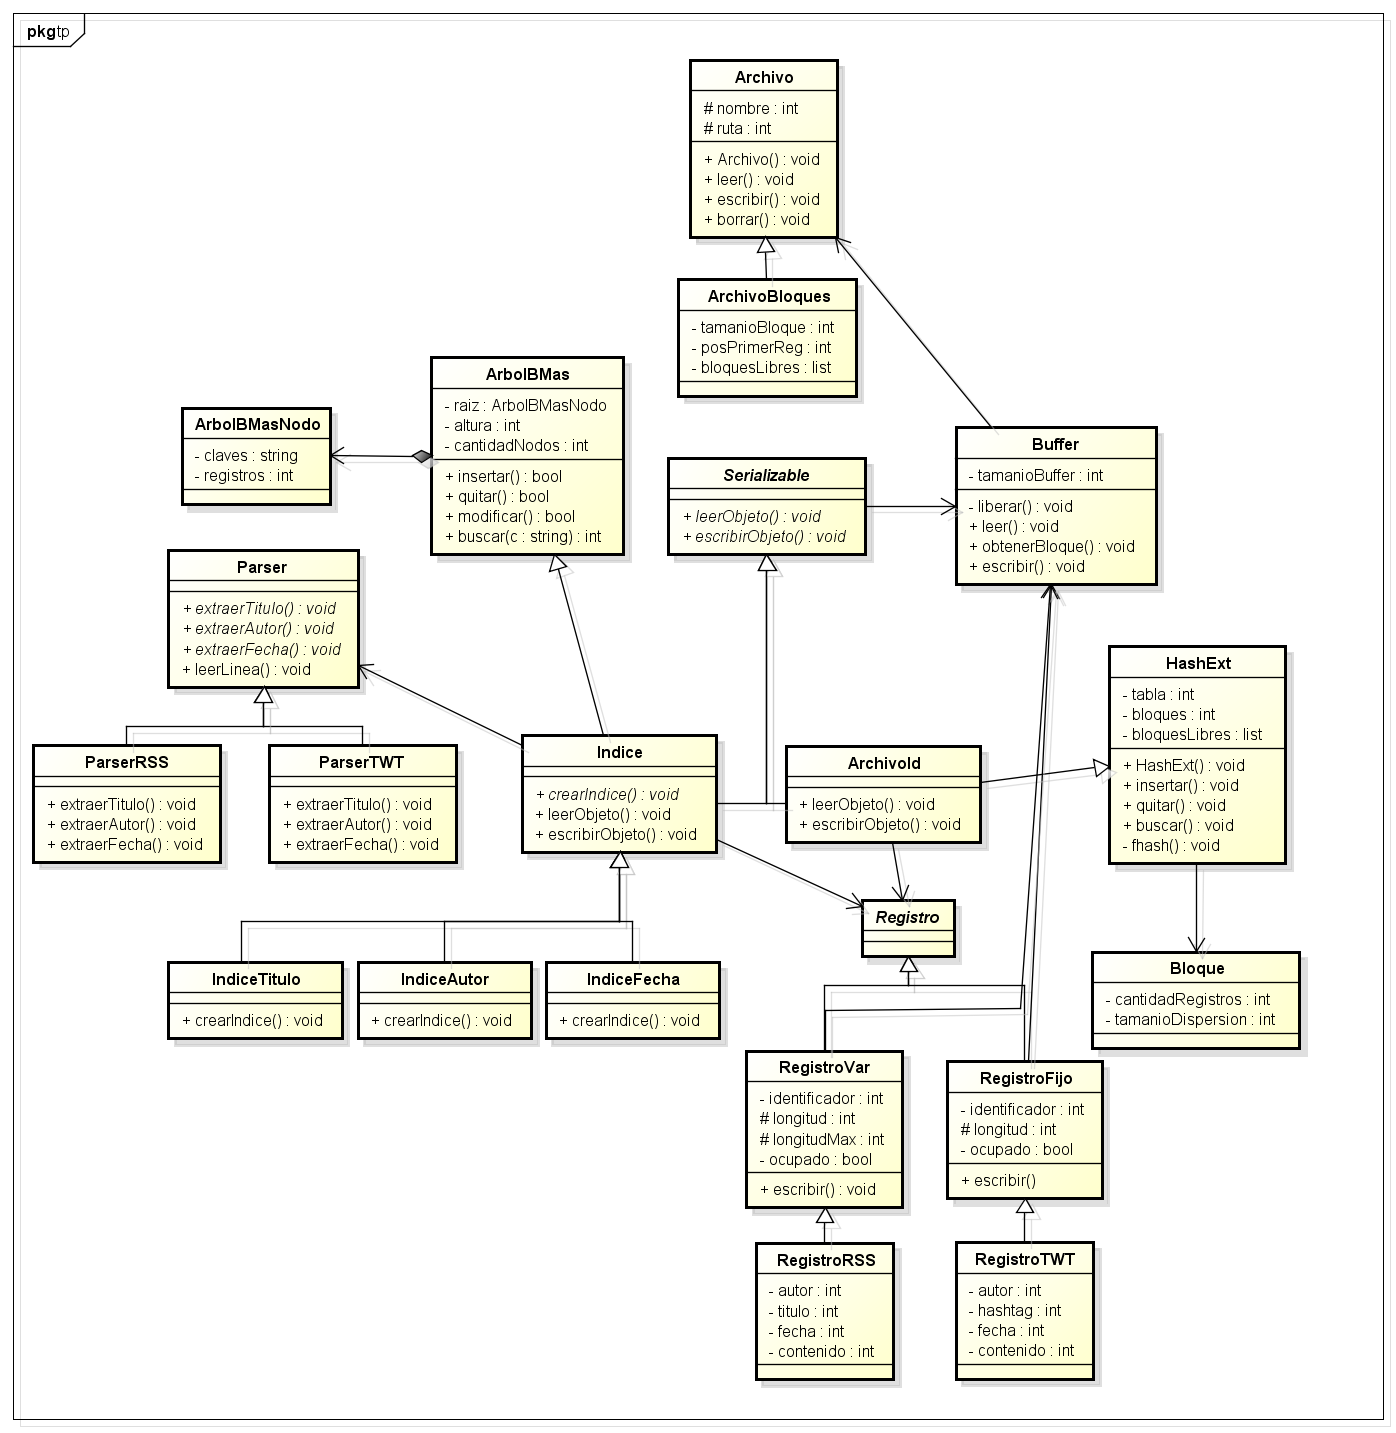 pkg tp
Archivo
# nombre : int
# ruta : int
+ Archivo() : void
+ leer() : void
+ escribir() : void
+ borrar() : void
ArchivoBloques
- tamanioBloque : int
- posPrimerReg : int
- bloquesLibres : list
ArbolBMas
- raiz : ArbolBMasNodo
- altura : int
- cantidadNodos : int
+ insertar() : bool
+ quitar() : bool
+ modificar() : bool
+ buscar(c : string) : int
ArbolBMasNodo
- claves : string
- registros : int
Buffer
- tamanioBuffer : int
- liberar() : void
+ leer() : void
+ obtenerBloque() : void
+ escribir() : void
Serializable
+ leerObjeto() : void
+ escribirObjeto() : void
Parser
+ extraerTitulo() : void
+ extraerAutor() : void
+ extraerFecha() : void
+ leerLinea() : void
HashExt
- tabla : int
- bloques : int
- bloquesLibres : list
+ HashExt() : void
+ insertar() : void
+ quitar() : void
+ buscar() : void
- fhash() : void
ParserRSS
+ extraerTitulo() : void
+ extraerAutor() : void
+ extraerFecha() : void
ParserTWT
+ extraerTitulo() : void
+ extraerAutor() : void
+ extraerFecha() : void
Indice
+ crearIndice() : void
+ leerObjeto() : void
+ escribirObjeto() : void
ArchivoId
+ leerObjeto() : void
+ escribirObjeto() : void
Registro
IndiceTitulo
+ crearIndice() : void
IndiceAutor
+ crearIndice() : void
IndiceFecha
+ crearIndice() : void
Bloque
- cantidadRegistros : int
- tamanioDispersion : int
RegistroVar
- identificador : int
# longitud : int
# longitudMax : int
- ocupado : bool
+ escribir() : void
RegistroFijo
- identificador : int
# longitud : int
- ocupado : bool
+ escribir()
RegistroRSS
- autor : int
- titulo : int
- fecha : int
- contenido : int
RegistroTWT
- autor : int
- hashtag : int
- fecha : int
- contenido : int